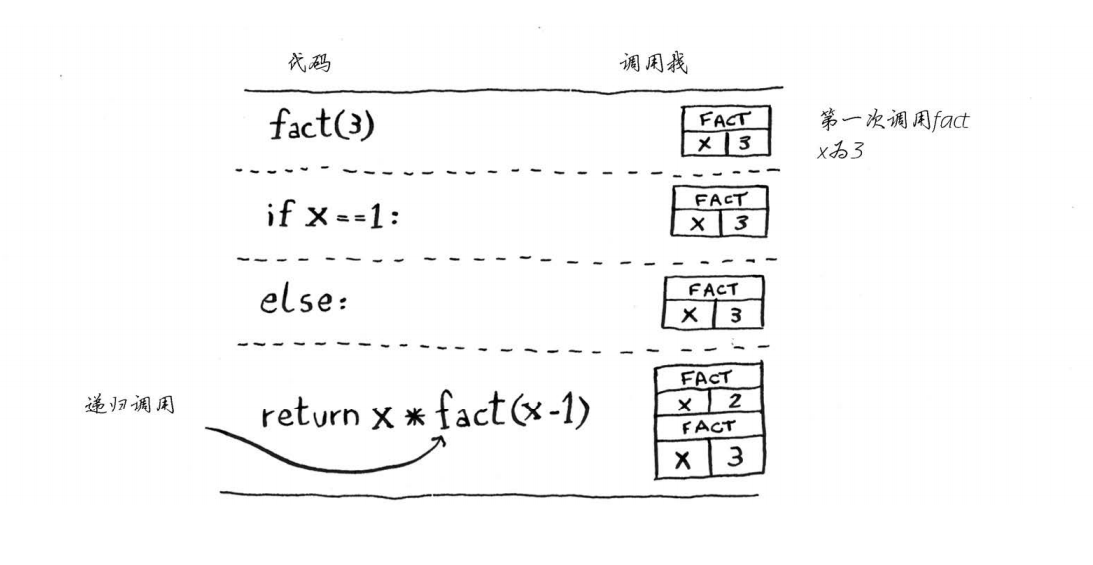 代码 调用栈
fact(3)
FACT
X 3
第一次调用fact
x为3
if x==1:
FACT
X 3
else:
FACT
X 3
递归调用
return x * fact(x-1)
FACT
X 2
FACT
X 3